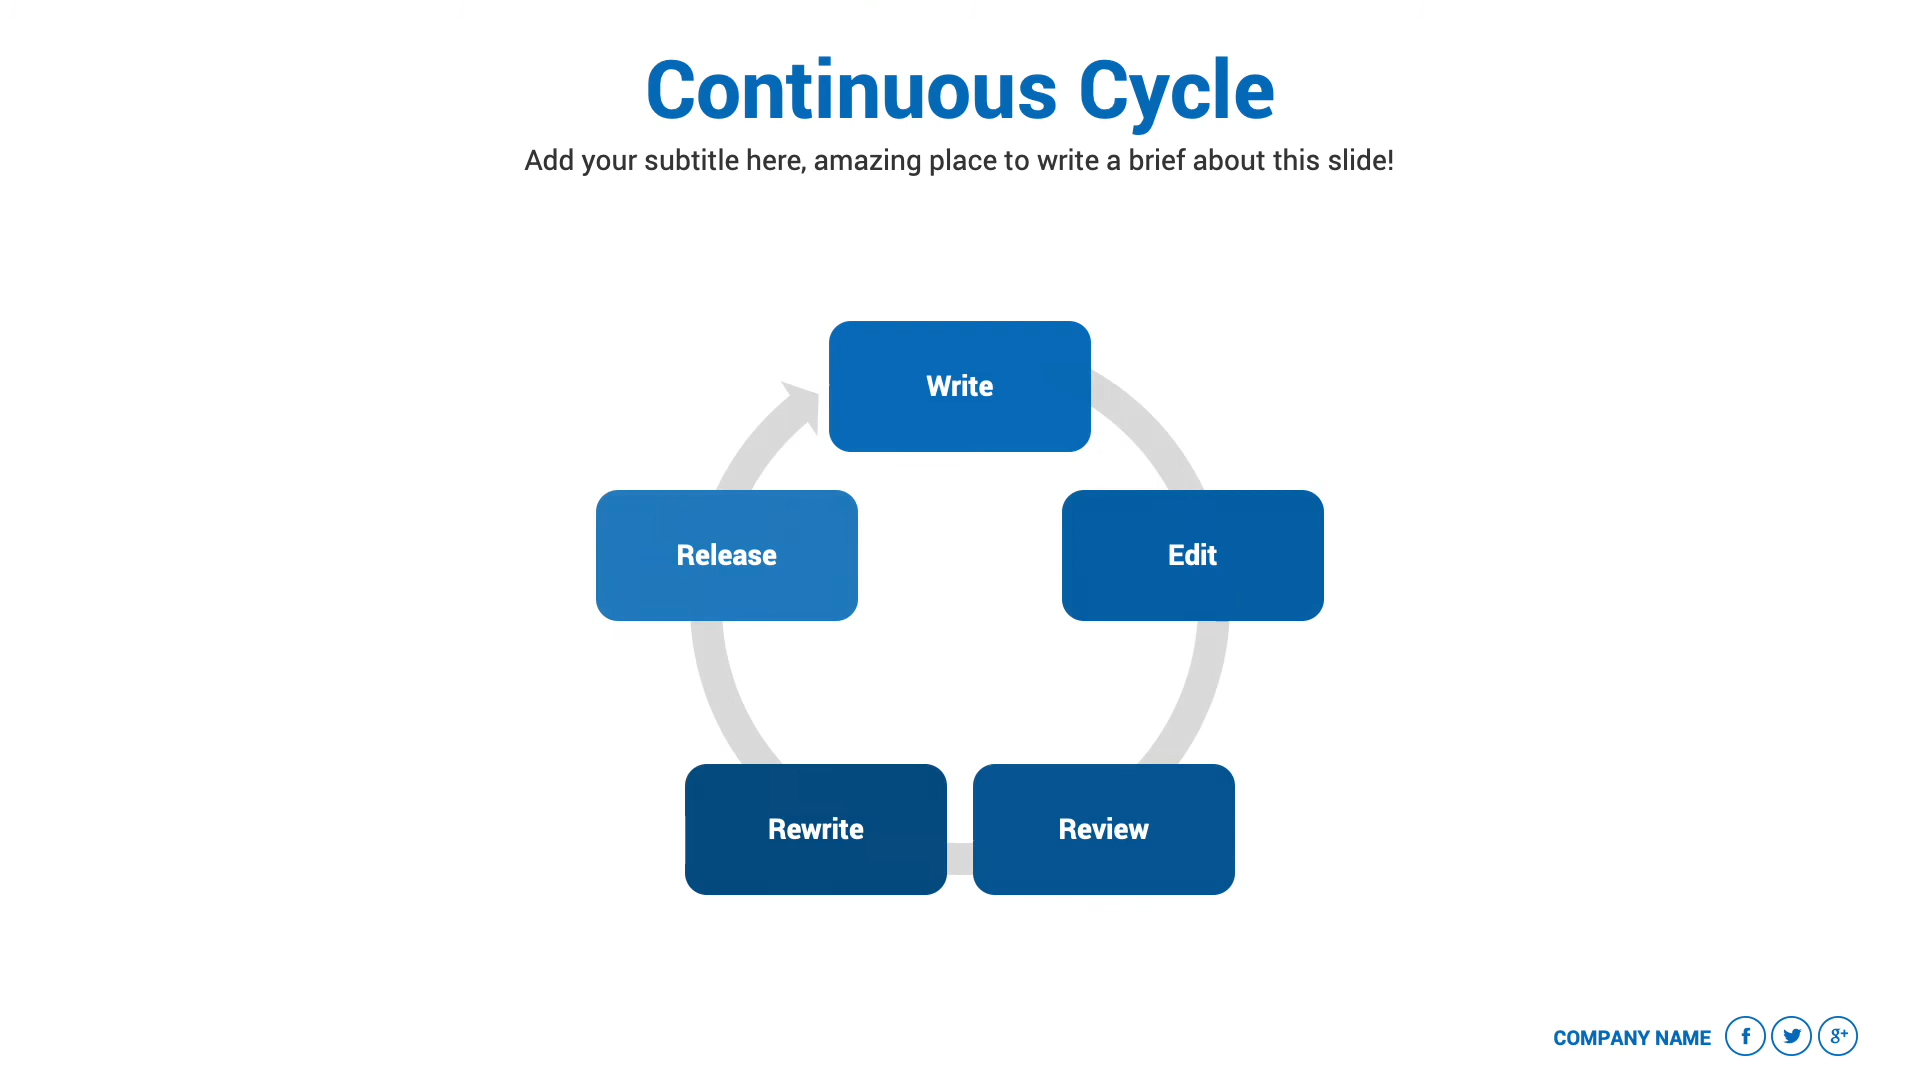 Continuous Cycle
Add your subtitle here, amazing place to write a brief about this slide!
Write
Edit
Review
Rewrite
Release
COMPANY NAME
f
g+